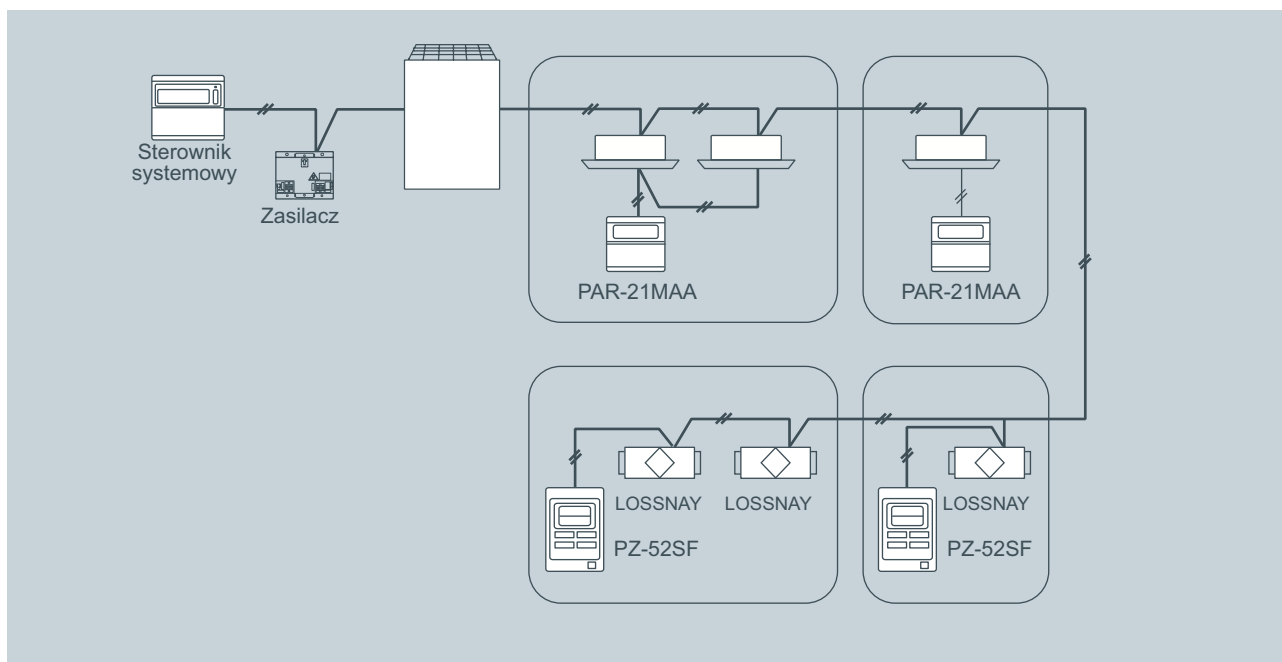 Sterownik
systemowy
Zasilacz
PAR-21MAA
PAR-21MAA
LOSSNAY
LOSSNAY
LOSSNAY
PZ-52SF
PZ-52SF